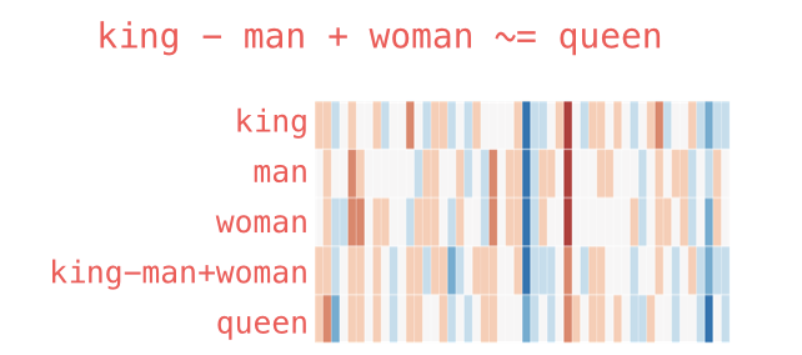 king − man + woman ~= queen
king
man
woman
king−man+woman
queen